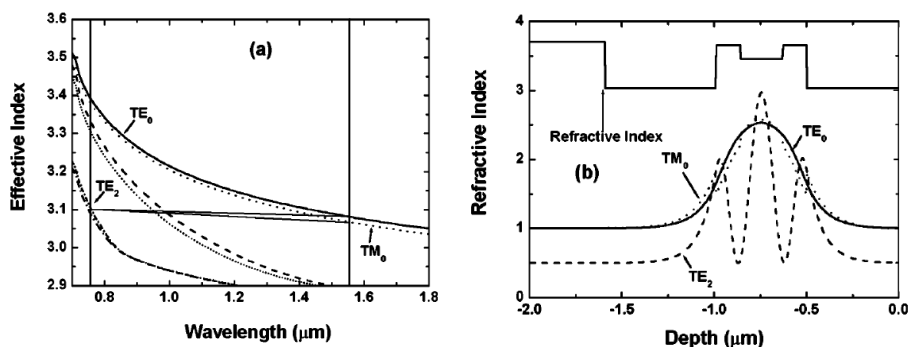 (a)
Effective Index
3.6
3.5
3.4
3.3
3.2
3.1
3.0
2.9
TE₀
TE₂
TM₀
0.8
1.0
1.2
1.4
1.6
1.8
Wavelength (μm)
Refractive Index
4
3
2
1
0
Refractive Index
TE₀
TM₀
(b)
TE₂
-2.0
-1.5
-1.0
-0.5
0.0
Depth (μm)